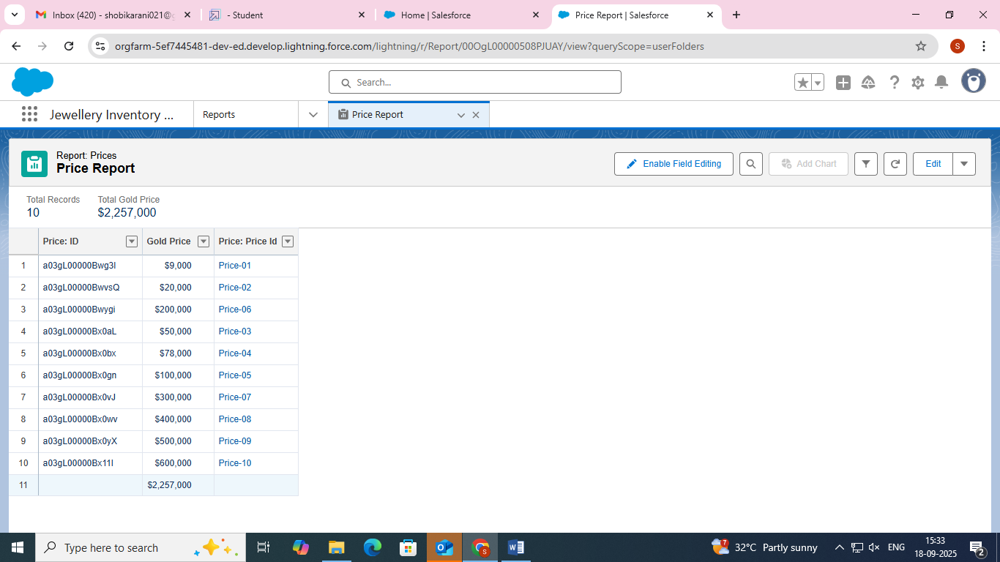 Inbox (420) - shobikarani021@g
- Student
Home | Salesforce
Price Report | Salesforce
orgfarm-5ef7445481-dev-ed.develop.lightning.force.com/lightning/r/Report/00OgL00000508PJUAY/view?queryScope=userFolders
S
Search...
Jewellery Inventory ...
Reports
Price Report
Report: Prices
Price Report
Enable Field Editing
Add Chart
Edit
Total Records
Total Gold Price
10
$2,257,000
Price: ID
Gold Price
Price: Price Id
1 a03gL00000Bwg3l $9,000 Price-01
2 a03gL00000BwvsQ $20,000 Price-02
3 a03gL00000Bwygi $200,000 Price-06
4 a03gL00000Bx0aL $50,000 Price-03
5 a03gL00000Bx0bx $78,000 Price-04
6 a03gL00000Bx0gn $100,000 Price-05
7 a03gL00000Bx0vJ $300,000 Price-07
8 a03gL00000Bx0wv $400,000 Price-08
9 a03gL00000Bx0yX $500,000 Price-09
10 a03gL00000Bx11l $600,000 Price-10
11 $2,257,000
Type here to search
S
7
32°C Partly sunny
ENG
15:33
18-09-2025
2